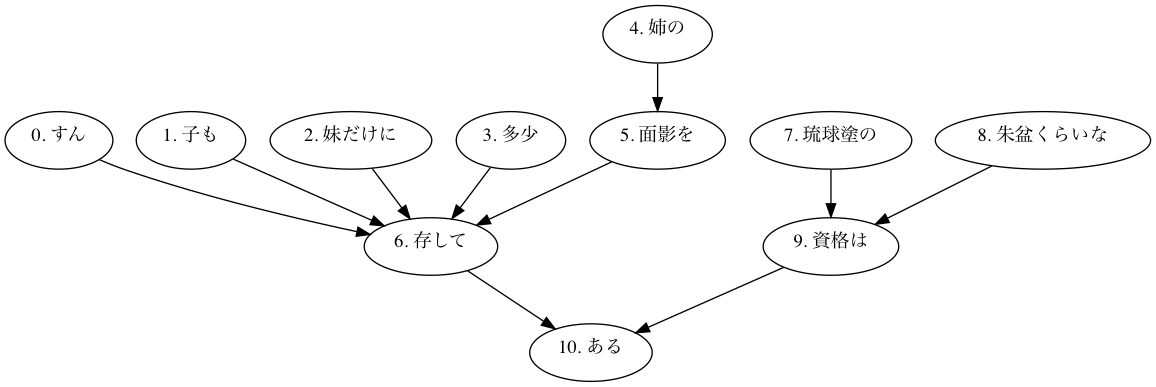 4. 姉の
0. すん
1. 子も
2. 妹だけに
3. 多少
5. 面影を
7. 琉球塗の
8. 朱盆くらいな
6. 存して
9. 資格は
10. ある